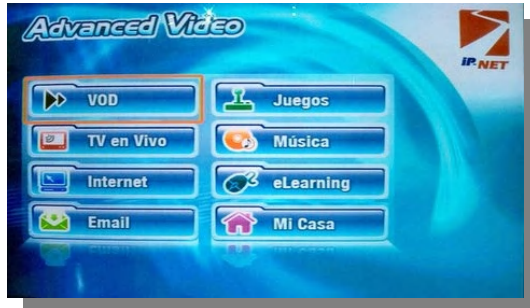 Advanced Video
iP.NET
VOD
Juegos
TV en Vivo
Música
Internet
eLearning
Email
Mi Casa